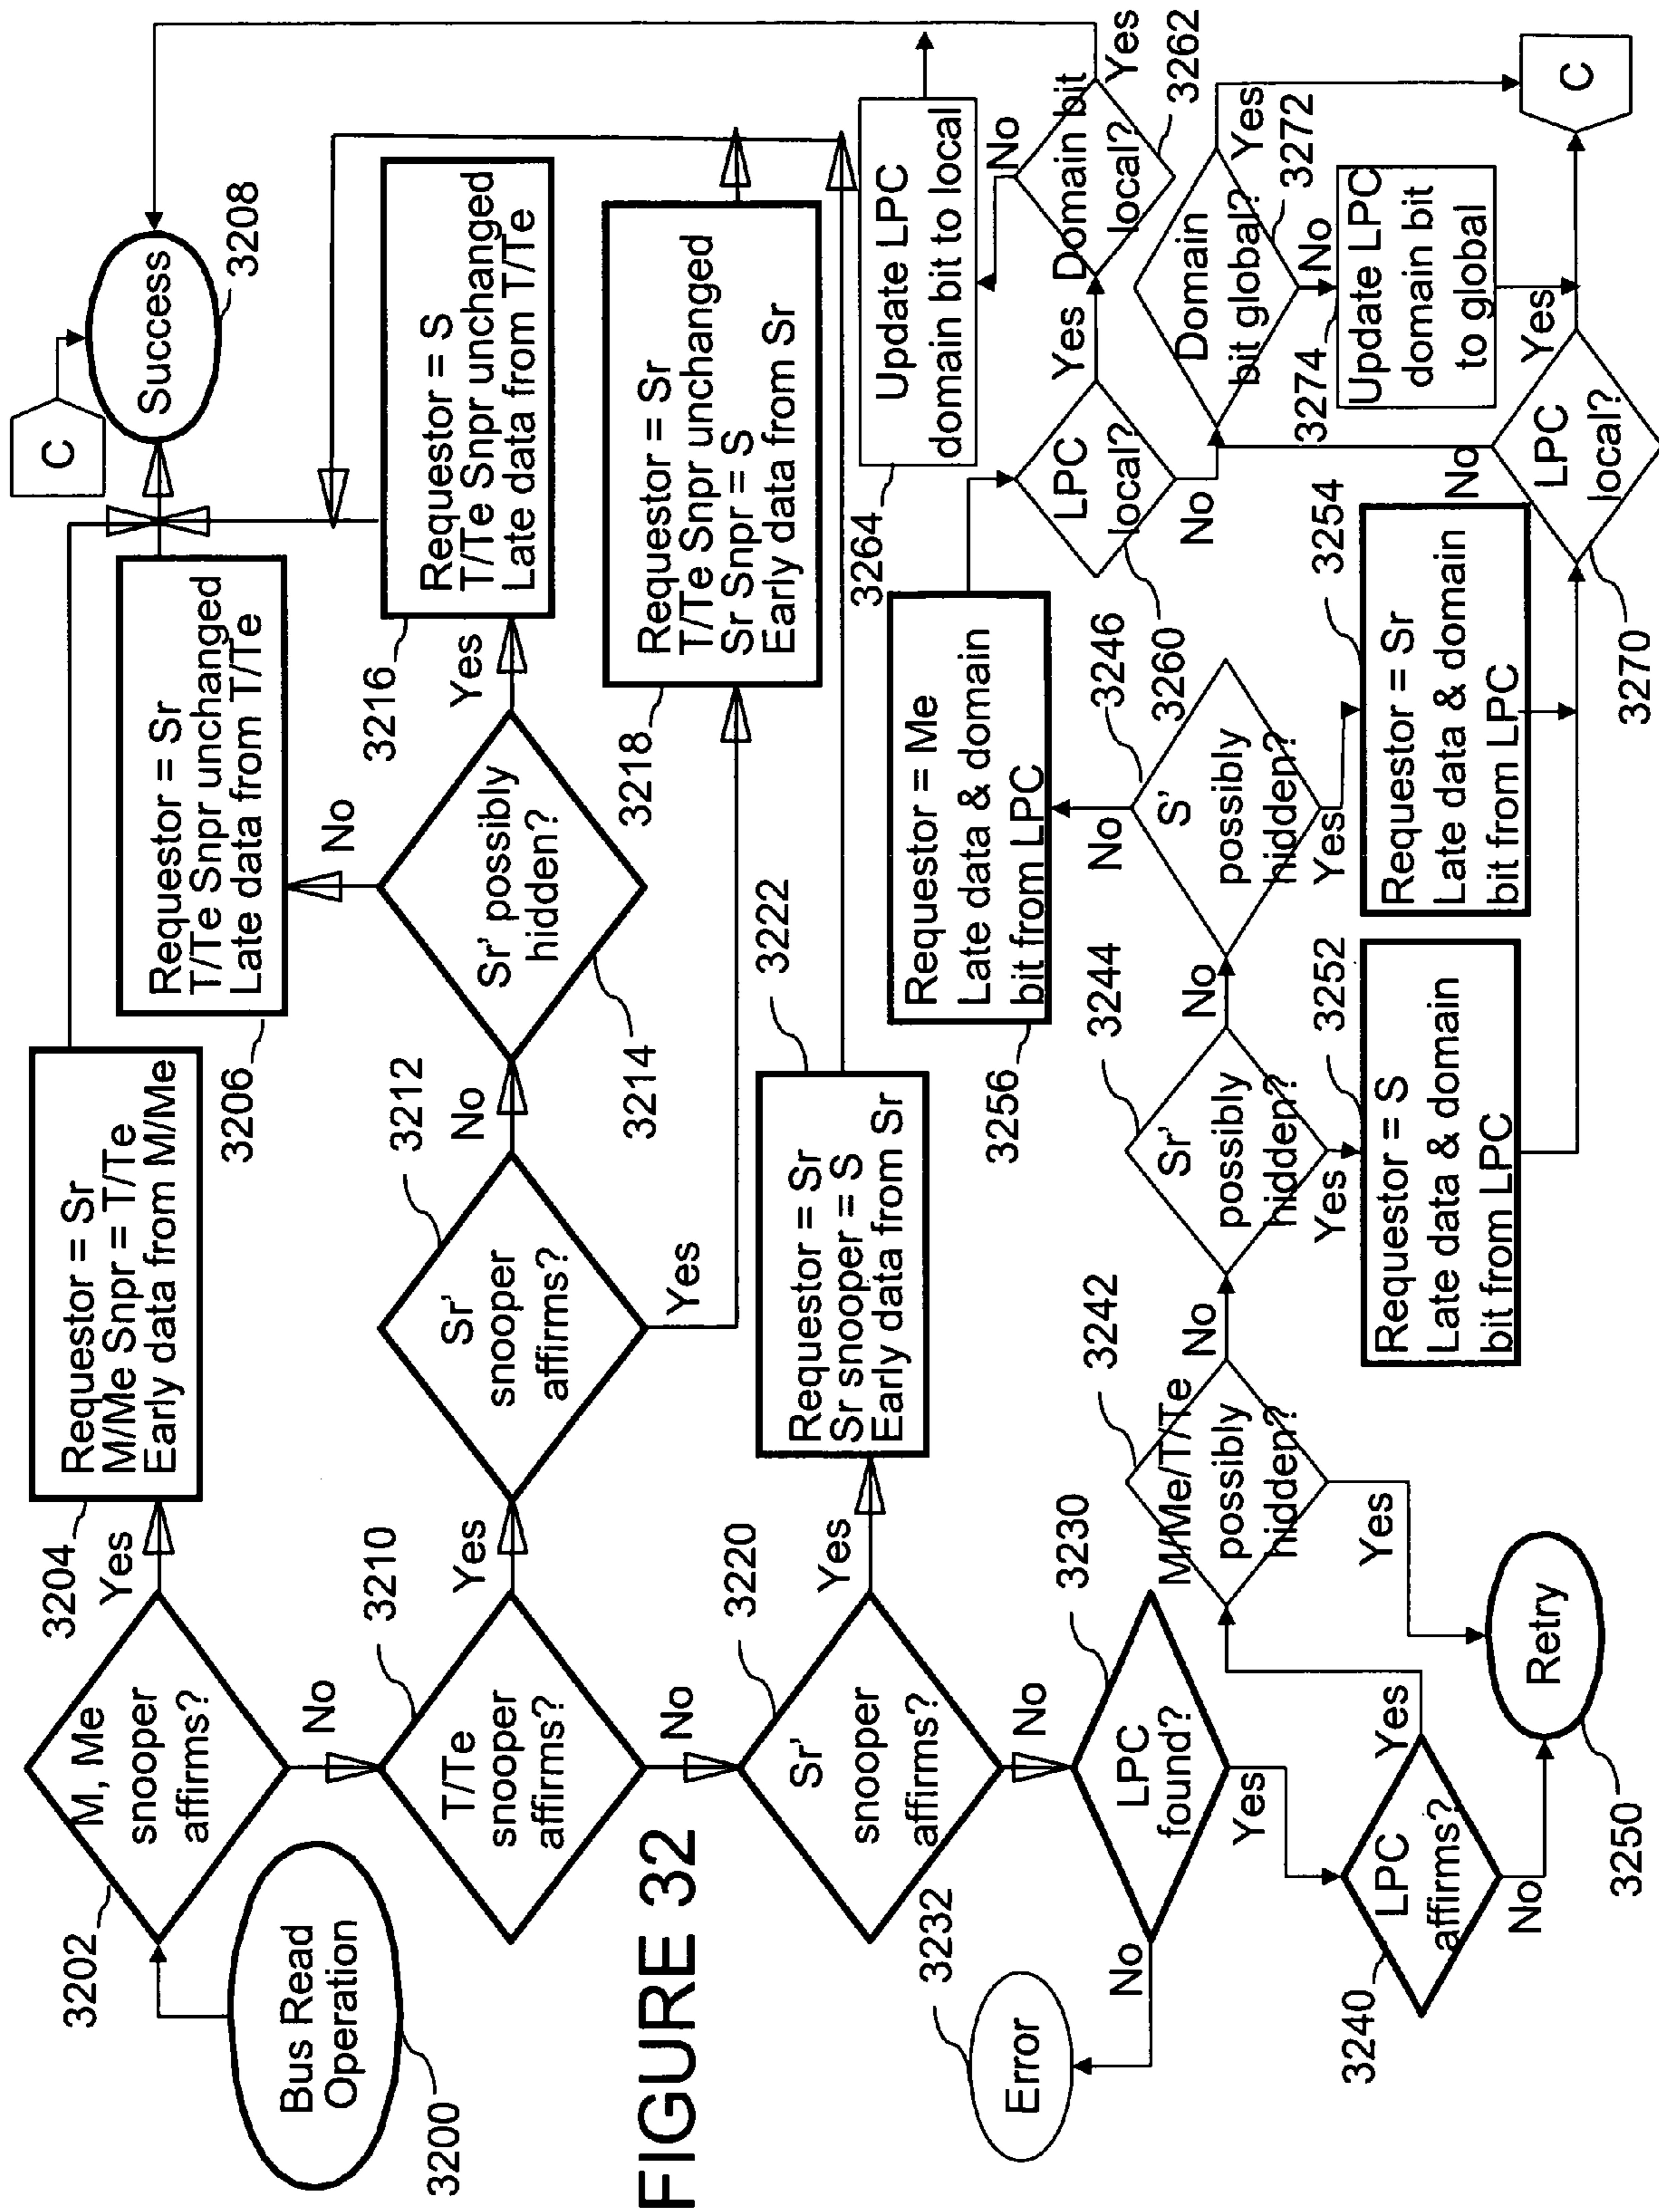 Bus Read
Operation
3200
3202
M, Me
snooper
affirms?
Yes
No
3204
Requestor = Sr
M/Me Snpr = T/Te
Early data from M/Me
3206
Requestor = Sr
T/Te Snpr unchanged
Late data from T/Te
C
Success
3208
3210
T/Te
snooper
affirms?
Yes
No
3212
Sr'
snooper
affirms?
No
Yes
3214
Sr' possibly
hidden?
No
Yes
3216
Requestor = S
T/Te Snpr unchanged
Late data from T/Te
3218
Requestor = Sr
T/Te Snpr unchanged
Sr Snpr = S
Early data from Sr
3220
Sr'
snooper
affirms?
Yes
No
3222
Requestor = Sr
Sr snooper = S
Early data from Sr
FIGURE 32
3230
LPC
found?
No
Yes
3232
Error
3240
LPC
affirms?
Yes
No
3250
Retry
3242
M/Me/T/Te
possibly
hidden?
No
Yes
3244
Sr'
possibly
hidden?
No
Yes
3246
S'
possibly
hidden?
No
Yes
3252
Requestor = S
Late data & domain
bit from LPC
3254
Requestor = Sr
Late data & domain
bit from LPC
3256
Requestor = Me
Late data & domain
bit from LPC
3260
LPC
local?
Yes
No
3262
Domain bit
local?
No
Yes
3264
Update LPC
domain bit to local
3270
LPC
local?
No
Yes
3272
Domain
bit global?
Yes
No
3274
Update LPC
domain bit
to global
C